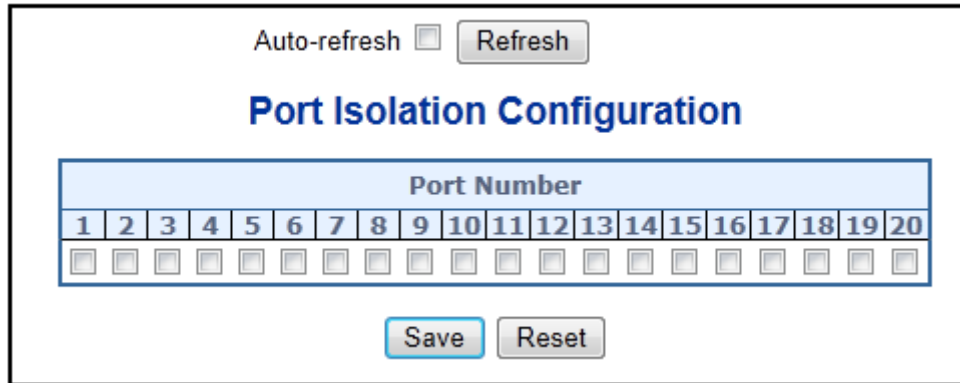 Auto-refresh Refresh
Port Isolation Configuration
Port Number
1 2 3 4 5 6 7 8 9 10 11 12 13 14 15 16 17 18 19 20
Save Reset